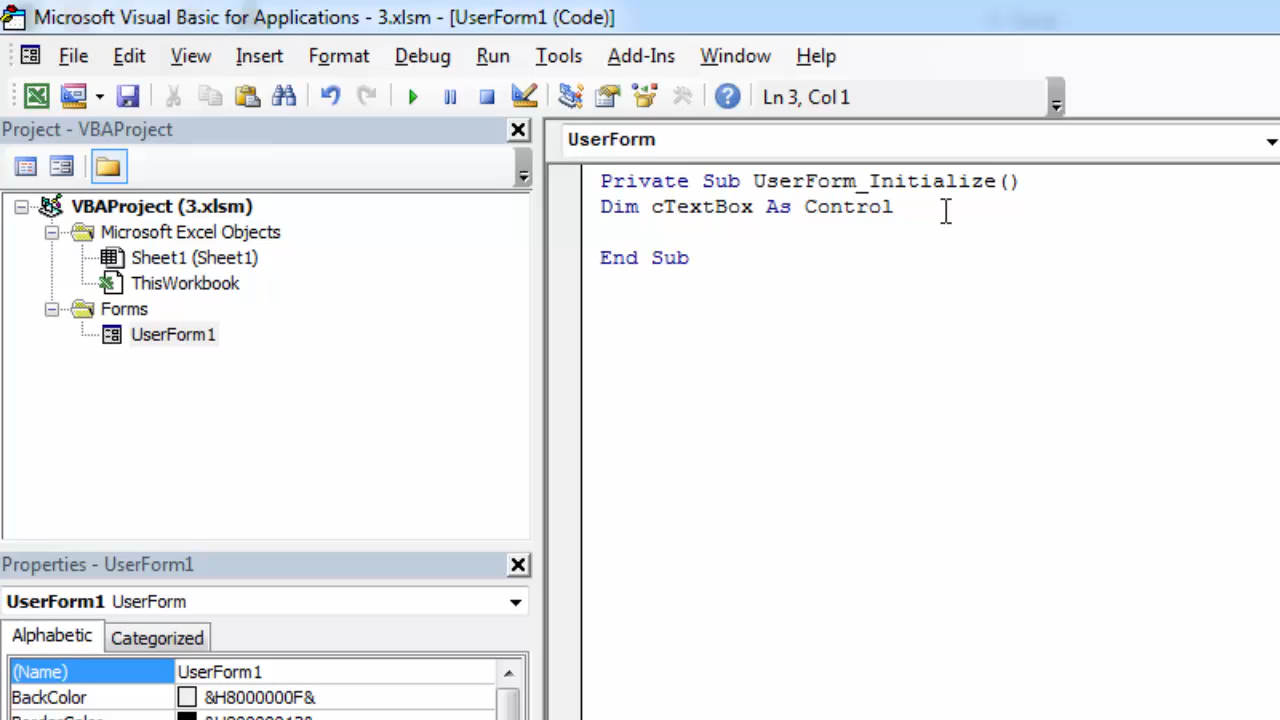 Microsoft Visual Basic for Applications - 3.xlsm - [UserForm1 (Code)]
File Edit View Insert Format Debug Run Tools Add-Ins Window Help
Ln 3, Col 1
Project - VBAProject
VBAProject (3.xlsm)
Microsoft Excel Objects
Sheet1 (Sheet1)
ThisWorkbook
Forms
UserForm1
Properties - UserForm1
UserForm1 UserForm
Alphabetic Categorized
(Name) UserForm1
BackColor &H8000000F&
UserForm
Private Sub UserForm_Initialize()
Dim cTextBox As Control
End Sub